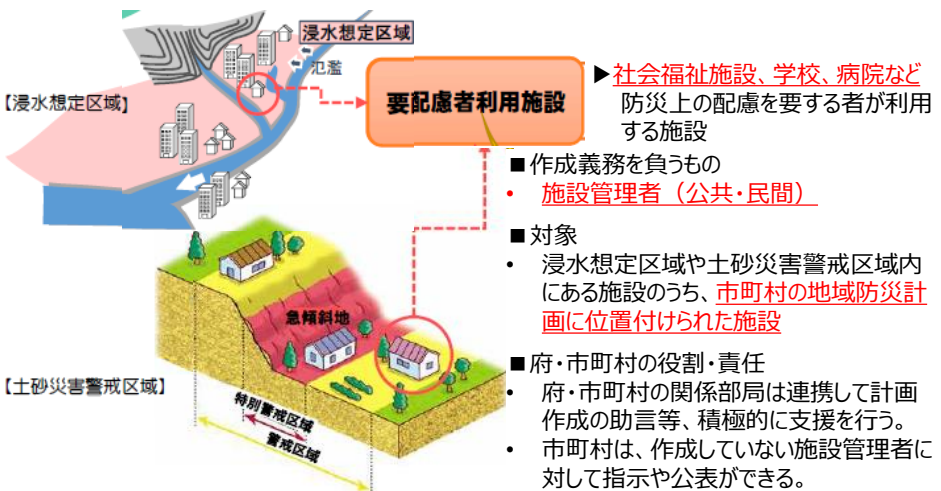 浸水想定区域
氾濫
【浸水想定区域】
要配慮者利用施設
▶社会福祉施設、学校、病院など
防災上の配慮を要する者が利用
する施設
■作成義務を負うもの
• 施設管理者（公共・民間）
■対象
• 浸水想定区域や土砂災害警戒区域内
にある施設のうち、市町村の地域防災計
画に位置付けられた施設
急傾斜地
【土砂災害警戒区域】
特別警戒区域
警戒区域
■府・市町村の役割・責任
• 府・市町村の関係部局は連携して計画
作成の助言等、積極的に支援を行う。
• 市町村は、作成していない施設管理者に
対して指示や公表ができる。